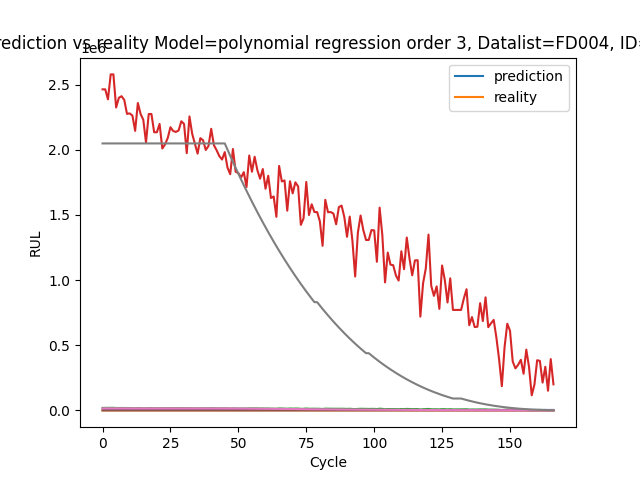 rediction vs reality Model=polynomial regression order 3, Datalist=FD004, ID=
1e6
prediction
reality
2.5
2.0
1.5
1.0
0.5
0.0
RUL
0 25 50 75 100 125 150
Cycle